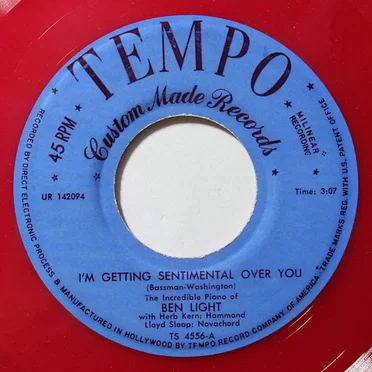 TEMPO
Custom Made Records
45 RPM
MILINEAR RECORDING
UR 142094
Time: 3:07
I'M GETTING SENTIMENTAL OVER YOU
(Bassman-Washington)
The Incredible Piano of
BEN LIGHT
with Herb Kern: Hammond
Lloyd Sloop: Novachord
TS 4556-A
RECORDED BY DIRECT ELECTRONIC PROCESS & MANUFACTURED IN HOLLYWOOD BY TEMPO RECORD COMPANY OF AMERICA. TRADE MARKS REG. WITH U.S. PATENT OFFICE